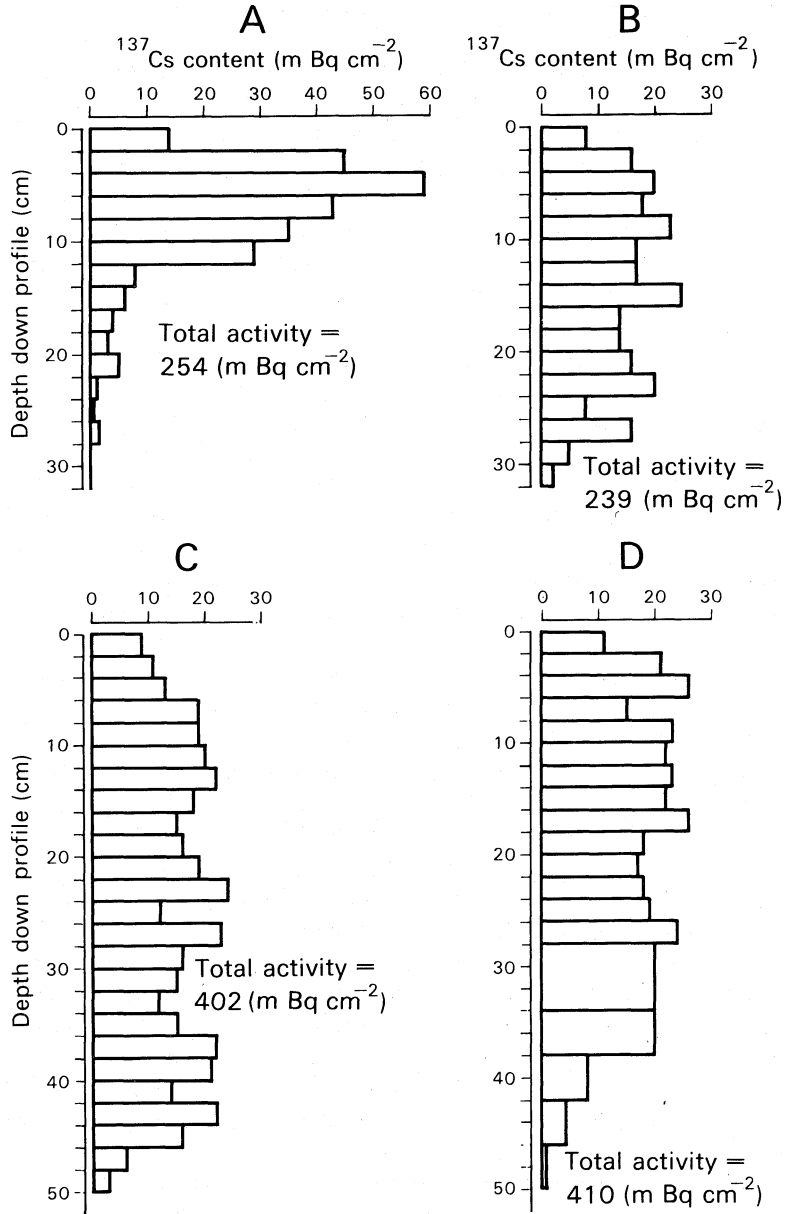 A
¹³⁷Cs content (m Bq cm⁻²)
0 10 20 30 40 50 60
Depth down profile (cm)
0
10
20
30
Total activity =
254 (m Bq cm⁻²)
B
¹³⁷Cs content (m Bq cm⁻²)
0 10 20 30
0
10
20
30
Total activity =
239 (m Bq cm⁻²)
C
0 10 20 30
Depth down profile (cm)
0
10
20
30
40
50
Total activity =
402 (m Bq cm⁻²)
D
0 10 20 30
0
10
20
30
40
50
Total activity =
410 (m Bq cm⁻²)